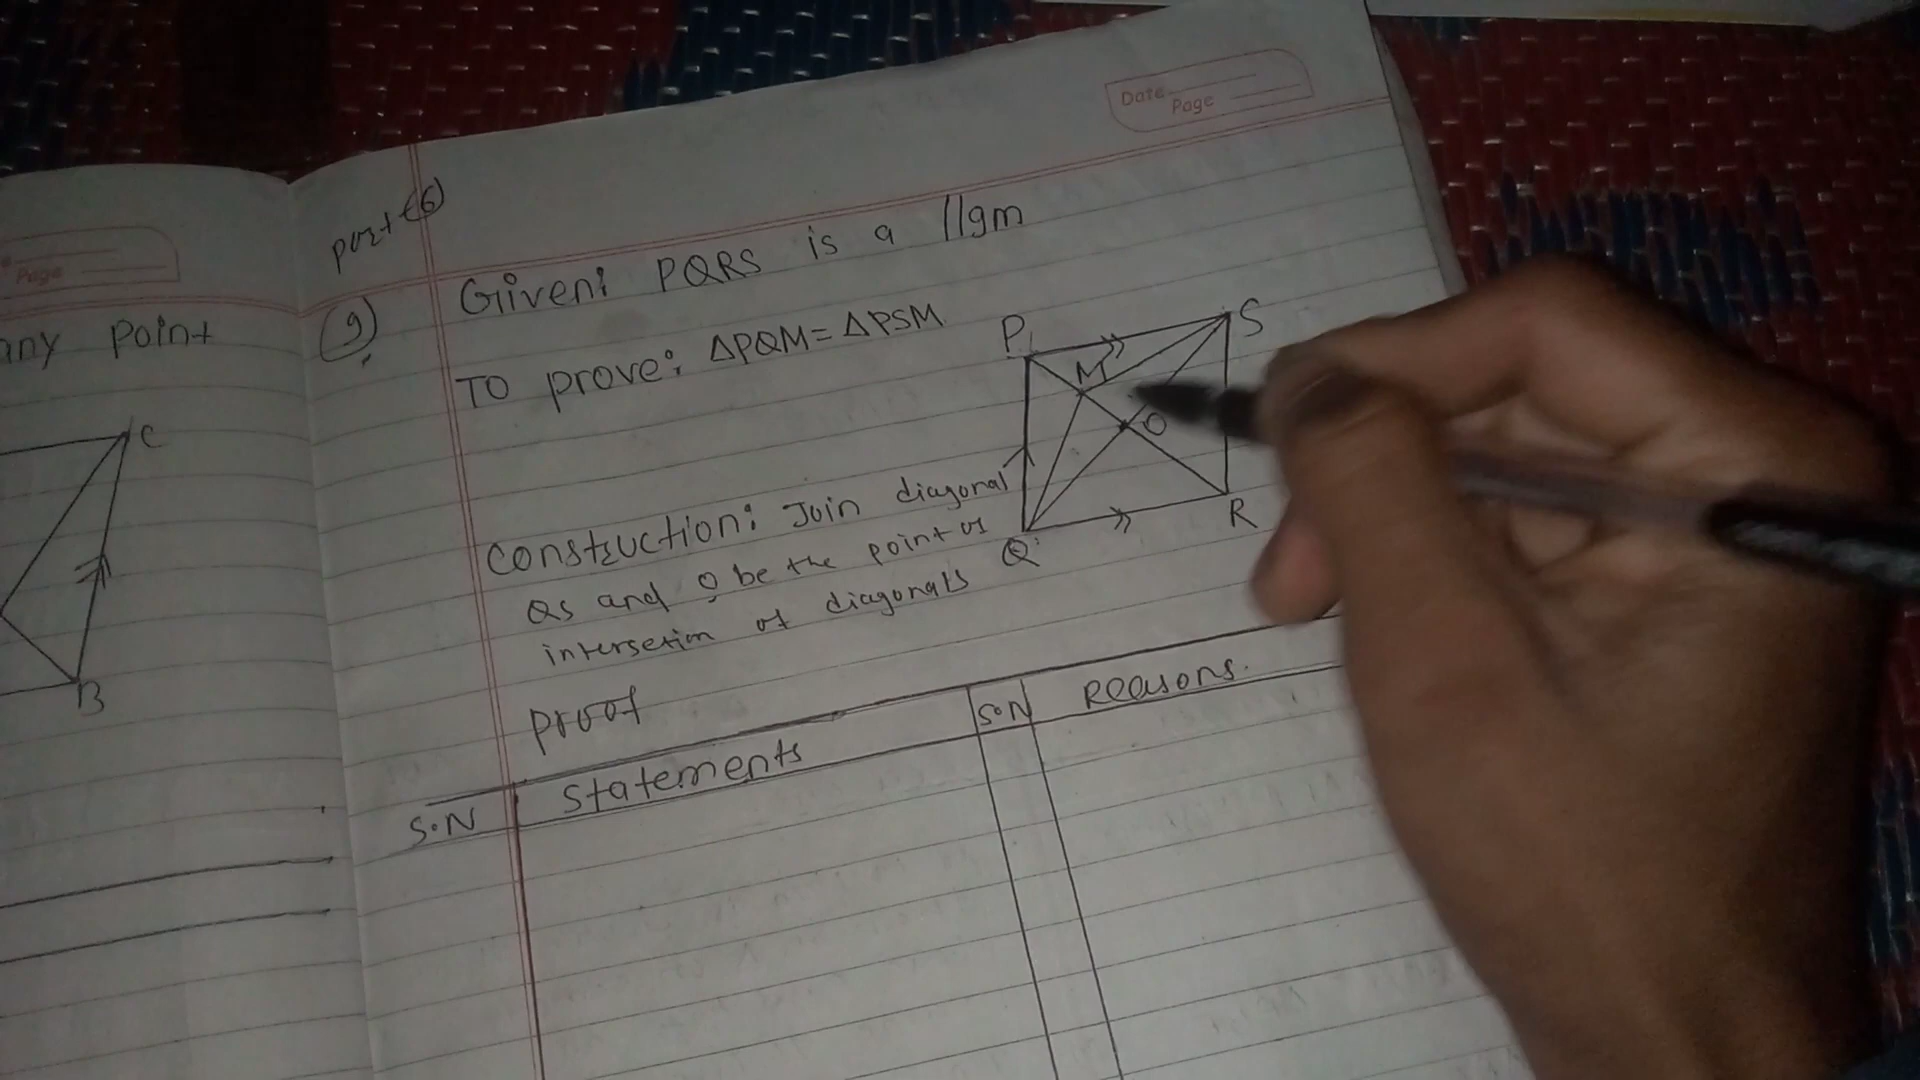 Page
any Point
C
B
Date
Page
part (6)
9)
Given: PQRS is a llgm
To prove: ΔPQM = ΔPSM
P
S
M
O
Q
R
Construction: Join diagonal
QS and O be the point of
intersetion of diagonals
proof
S.N
Statements
S.N
Reasons.